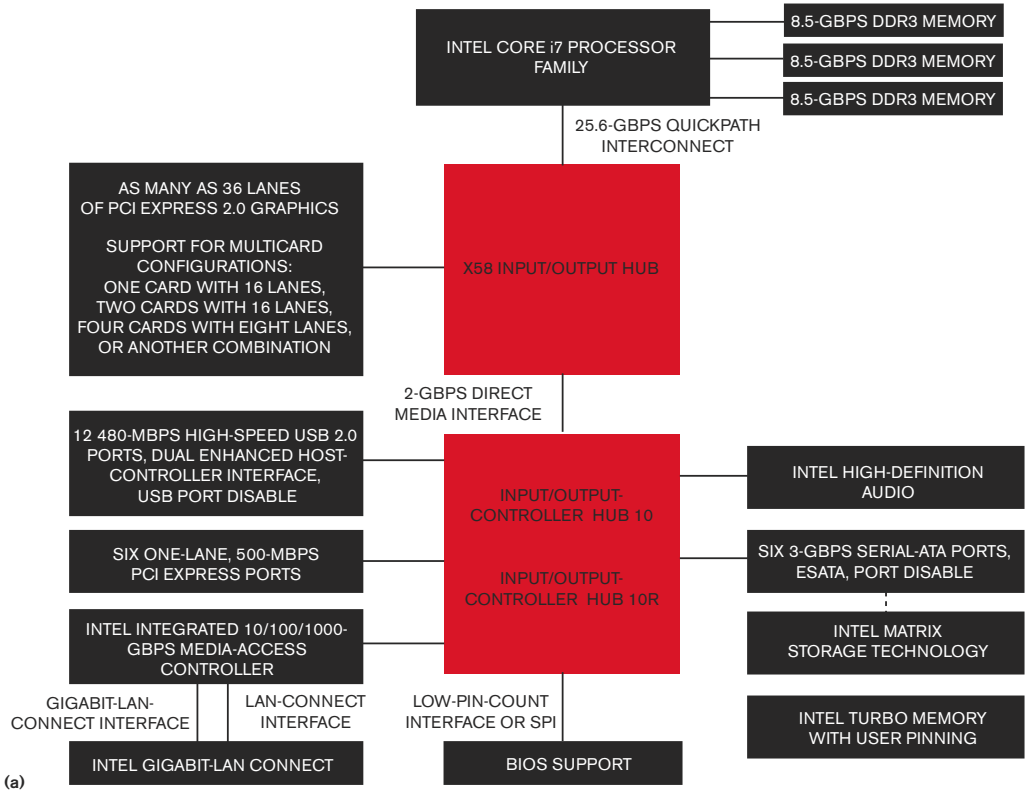 INTEL CORE i7 PROCESSOR
FAMILY
8.5-GBPS DDR3 MEMORY
8.5-GBPS DDR3 MEMORY
8.5-GBPS DDR3 MEMORY
25.6-GBPS QUICKPATH
INTERCONNECT
AS MANY AS 36 LANES
OF PCI EXPRESS 2.0 GRAPHICS
SUPPORT FOR MULTICARD
CONFIGURATIONS:
ONE CARD WITH 16 LANES,
TWO CARDS WITH 16 LANES,
FOUR CARDS WITH EIGHT LANES,
OR ANOTHER COMBINATION
X58 INPUT/OUTPUT HUB
2-GBPS DIRECT
MEDIA INTERFACE
12 480-MBPS HIGH-SPEED USB 2.0
PORTS, DUAL ENHANCED HOST-
CONTROLLER INTERFACE,
USB PORT DISABLE
SIX ONE-LANE, 500-MBPS
PCI EXPRESS PORTS
INTEL INTEGRATED 10/100/1000-
GBPS MEDIA-ACCESS
CONTROLLER
INPUT/OUTPUT-
CONTROLLER HUB 10
INPUT/OUTPUT-
CONTROLLER HUB 10R
INTEL HIGH-DEFINITION
AUDIO
SIX 3-GBPS SERIAL-ATA PORTS,
ESATA, PORT DISABLE
INTEL MATRIX
STORAGE TECHNOLOGY
INTEL TURBO MEMORY
WITH USER PINNING
GIGABIT-LAN-
CONNECT INTERFACE
LAN-CONNECT
INTERFACE
LOW-PIN-COUNT
INTERFACE OR SPI
INTEL GIGABIT-LAN CONNECT
BIOS SUPPORT
(a)